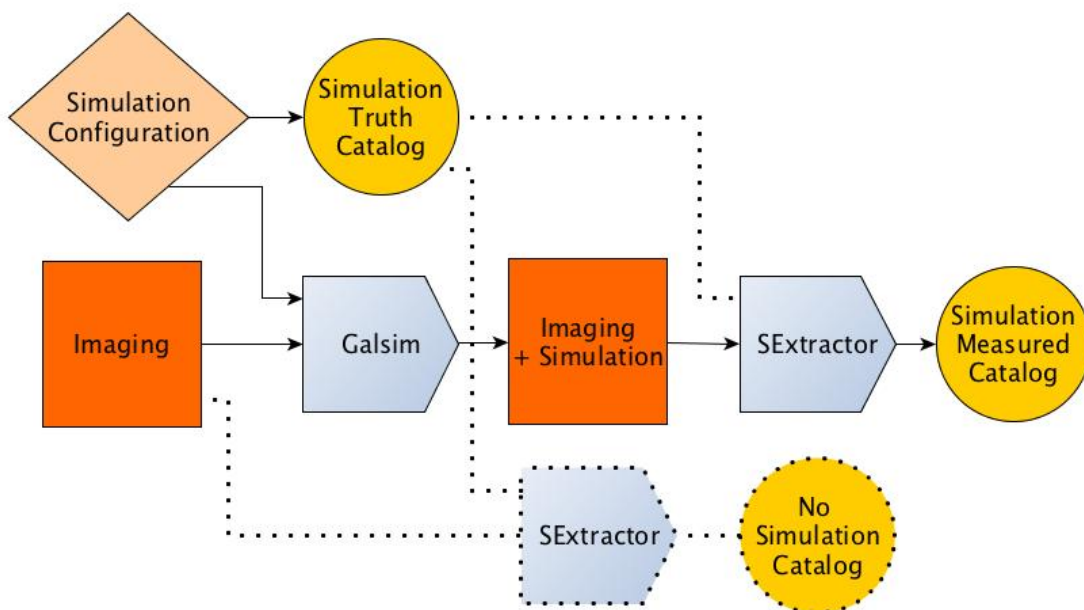 Simulation
Configuration
Simulation
Truth
Catalog
Imaging
Galsim
Imaging
+ Simulation
SExtractor
Simulation
Measured
Catalog
SExtractor
No
Simulation
Catalog